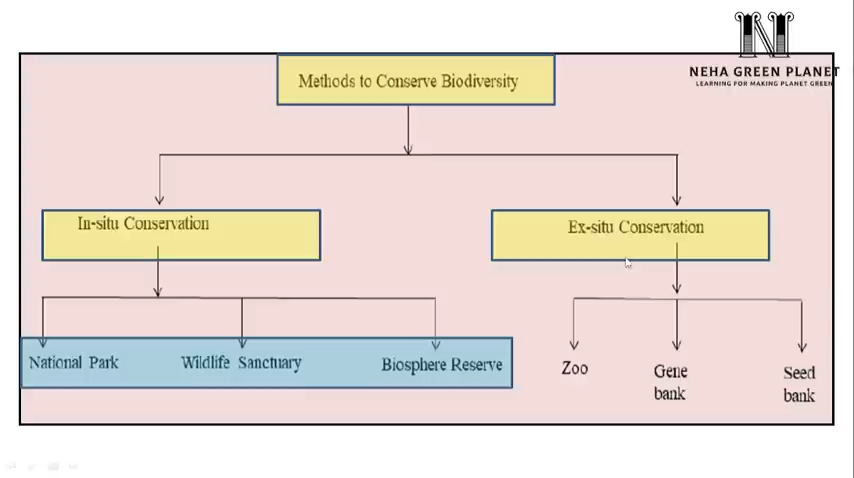 NEHA GREEN PLANET
LEARNING FOR MAKING PLANET GREEN
Methods to Conserve Biodiversity
In-situ Conservation
Ex-situ Conservation
National Park
Wildlife Sanctuary
Biosphere Reserve
Zoo
Gene
bank
Seed
bank